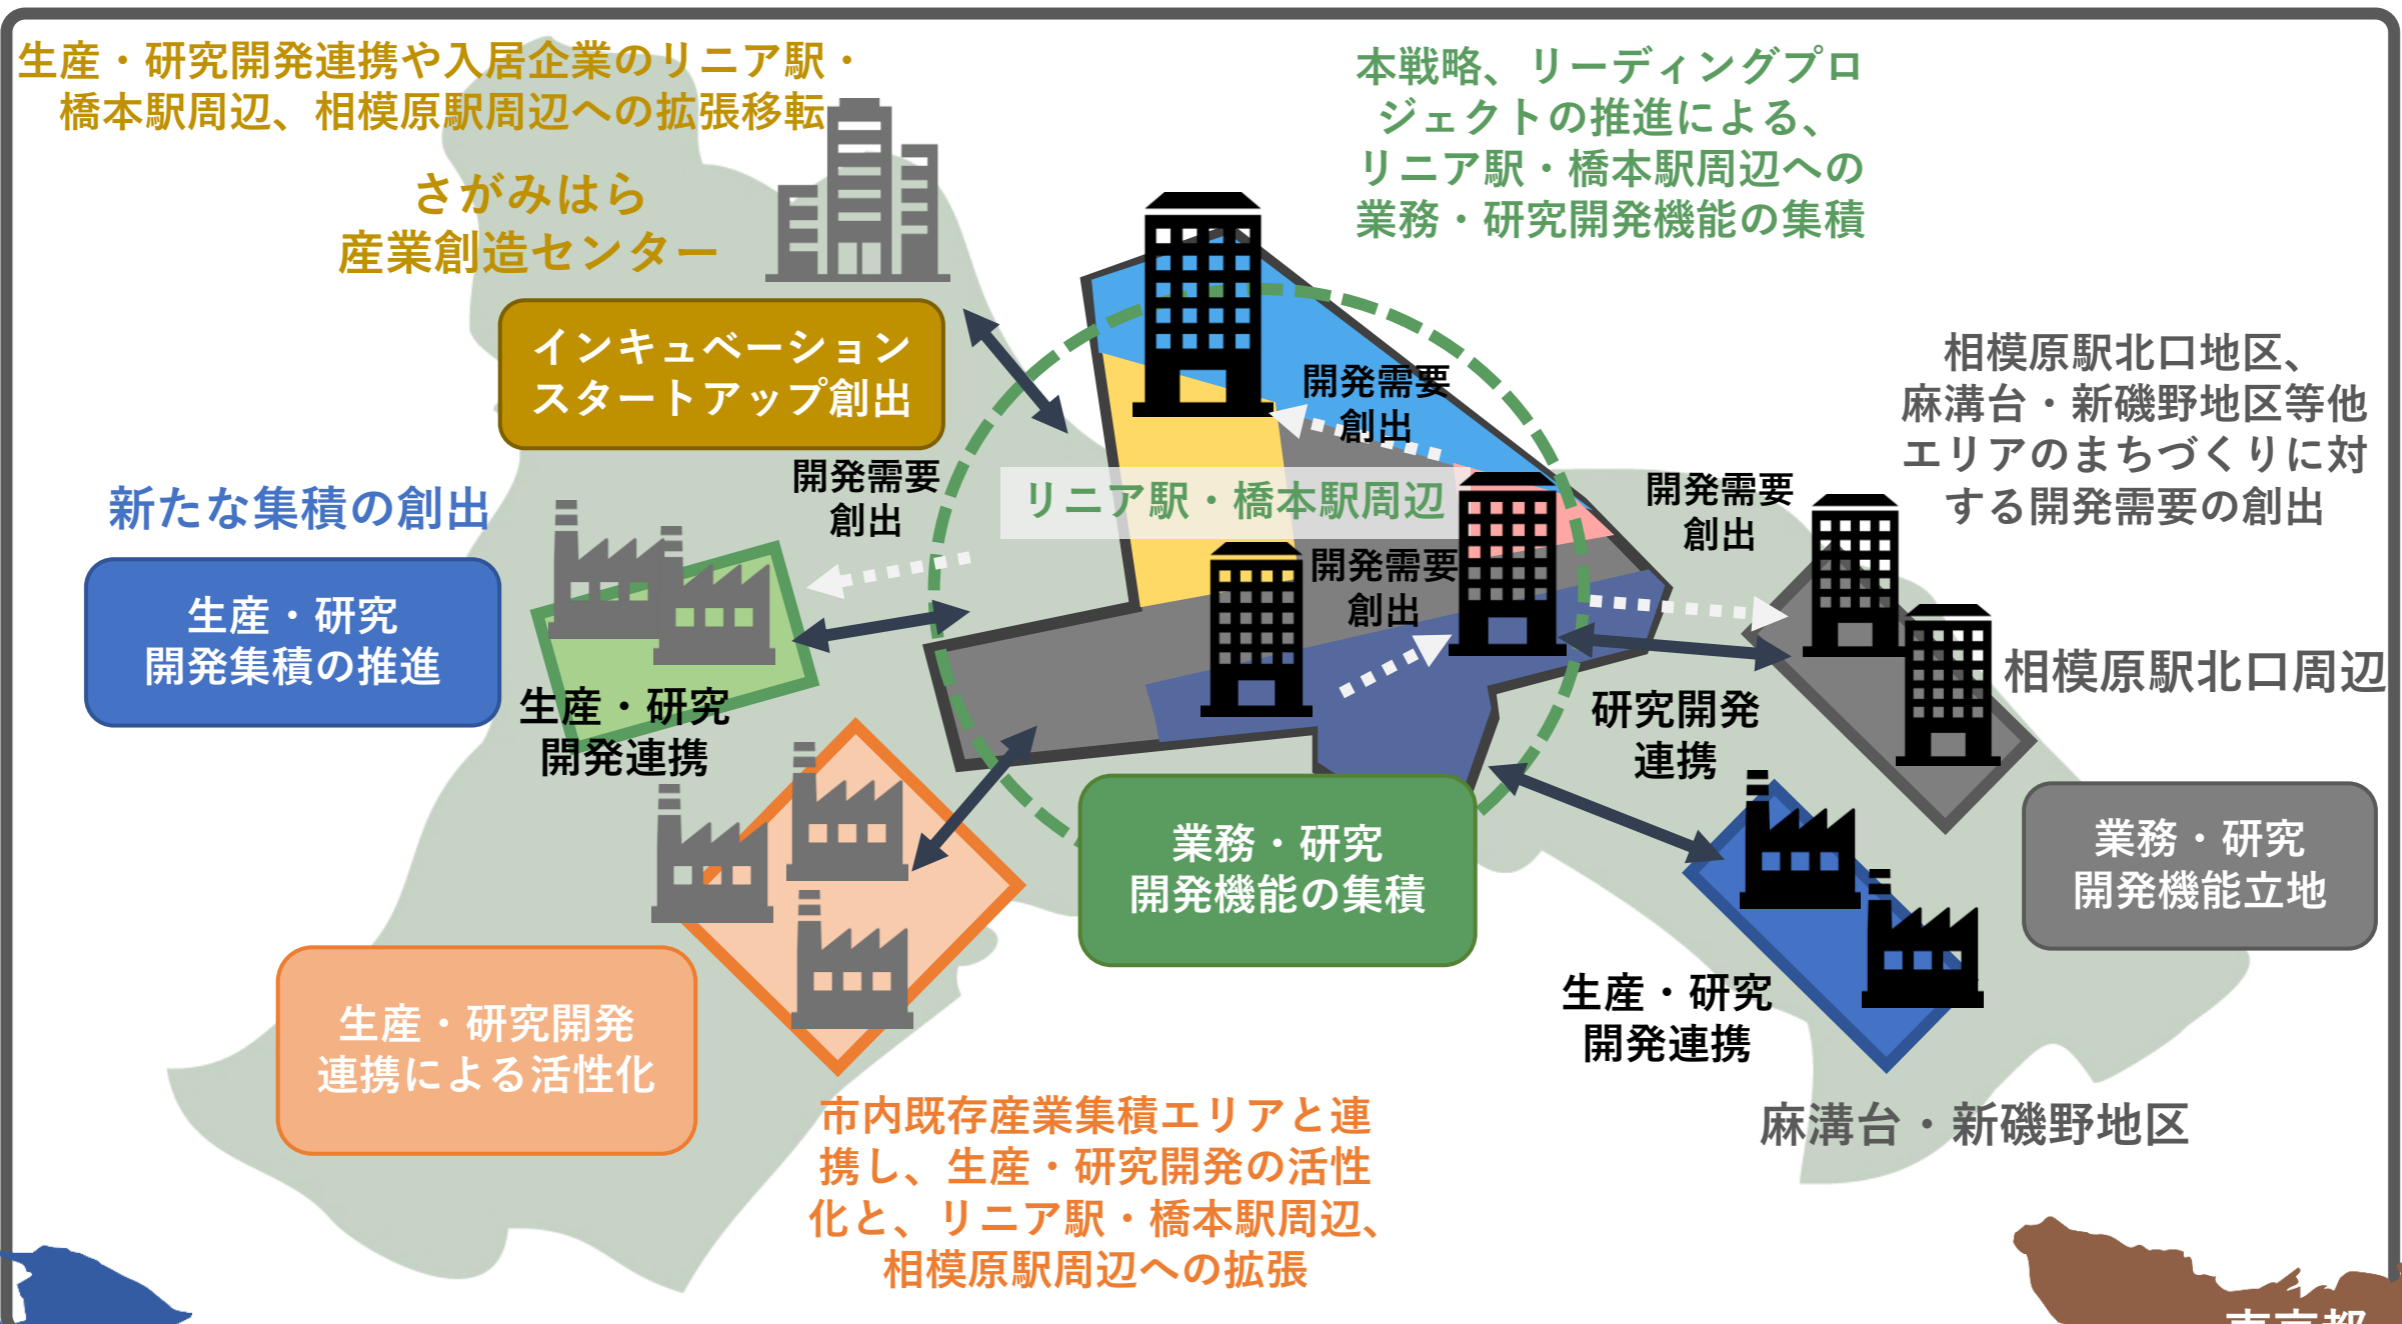 生産・研究開発連携や入居企業のリニア駅・
橋本駅周辺、相模原駅周辺への拡張移転
さがみはら
産業創造センター
インキュベーション
スタートアップ創出
本戦略、リーディングプロ
ジェクトの推進による、
リニア駅・橋本駅周辺への
業務・研究開発機能の集積
相模原駅北口地区、
麻溝台・新磯野地区等他
エリアのまちづくりに対
する開発需要の創出
開発需要
創出
新たな集積の創出
開発需要
創出
リニア駅・橋本駅周辺
開発需要
創出
開発需要
創出
生産・研究
開発集積の推進
相模原駅北口周辺
生産・研究
開発連携
研究開発
連携
業務・研究
開発機能の集積
業務・研究
開発機能立地
生産・研究開発
連携による活性化
生産・研究
開発連携
市内既存産業集積エリアと連
携し、生産・研究開発の活性
化と、リニア駅・橋本駅周辺、
相模原駅周辺への拡張
麻溝台・新磯野地区
東京都